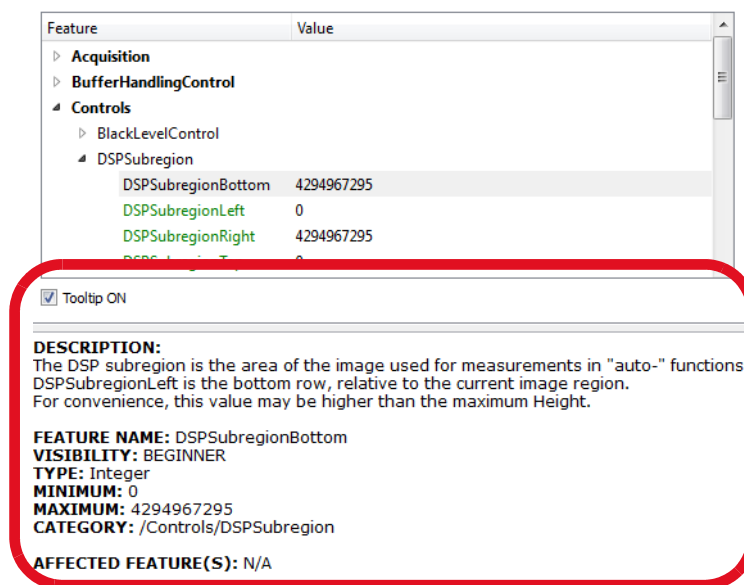 Feature Value
Acquisition
BufferHandlingControl
Controls
BlackLevelControl
DSPSubregion
DSPSubregionBottom 4294967295
DSPSubregionLeft 0
DSPSubregionRight 4294967295
Tooltip ON
DESCRIPTION:
The DSP subregion is the area of the image used for measurements in "auto-" functions
DSPSubregionLeft is the bottom row, relative to the current image region.
For convenience, this value may be higher than the maximum Height.
FEATURE NAME: DSPSubregionBottom
VISIBILITY: BEGINNER
TYPE: Integer
MINIMUM: 0
MAXIMUM: 4294967295
CATEGORY: /Controls/DSPSubregion
AFFECTED FEATURE(S): N/A